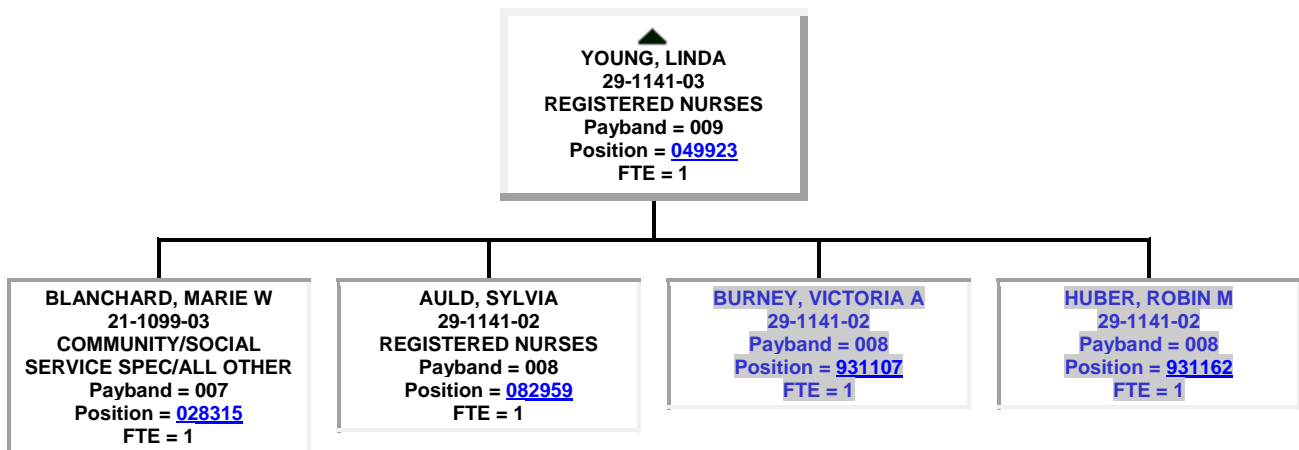 YOUNG, LINDA
29-1141-03
REGISTERED NURSES
Payband = 009
Position = 049923
FTE = 1
BLANCHARD, MARIE W
21-1099-03
COMMUNITY/SOCIAL
SERVICE SPEC/ALL OTHER
Payband = 007
Position = 028315
FTE = 1
AULD, SYLVIA
29-1141-02
REGISTERED NURSES
Payband = 008
Position = 082959
FTE = 1
BURNEY, VICTORIA A
29-1141-02
Payband = 008
Position = 931107
FTE = 1
HUBER, ROBIN M
29-1141-02
Payband = 008
Position = 931162
FTE = 1